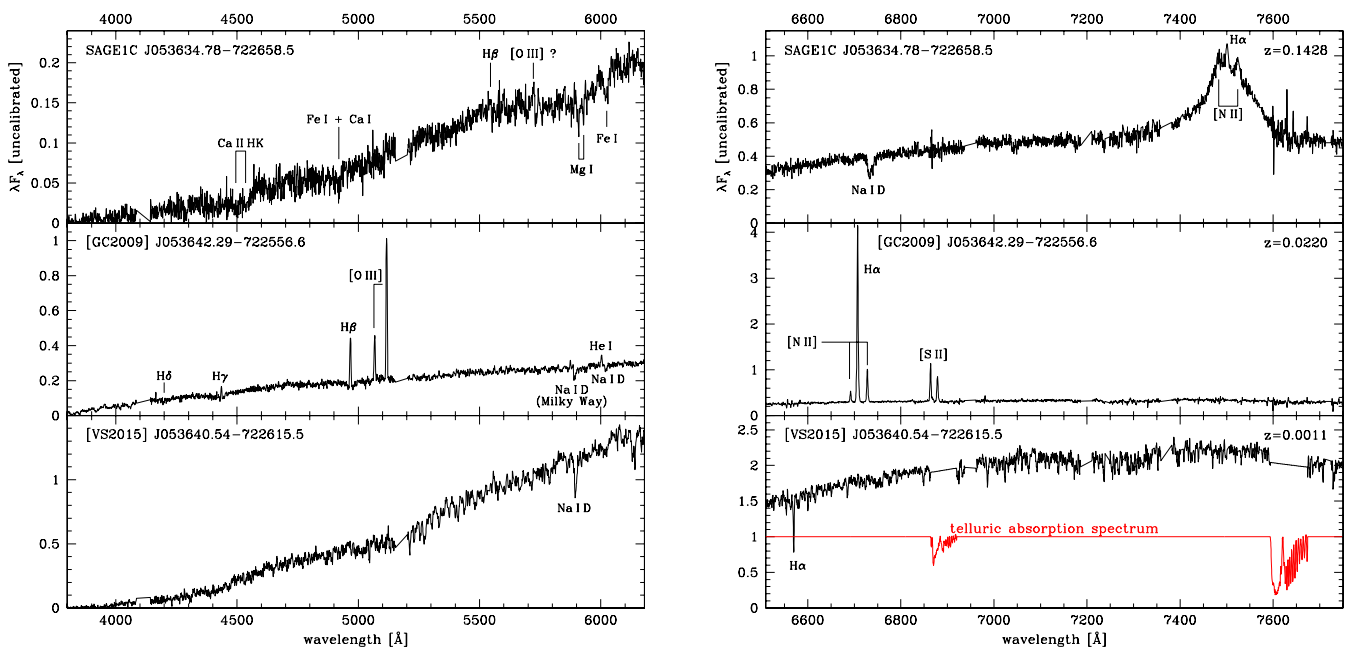 4000 4500 5000 5500 6000
6600 6800 7000 7200 7400 7600
SAGE1C J053634.78−722658.5
Hβ [O III] ?
Fe I + Ca I
Ca II HK
Mg I
Fe I
0.2
0.15
0.1
0.05
0
λFλ [uncalibrated]
SAGE1C J053634.78−722658.5
Hα
z=0.1428
[N II]
Na I D
1
0.8
0.6
0.4
0.2
λFλ [uncalibrated]
[GC2009] J053642.29−722556.6
[O III]
Hβ
Hδ
Hγ
He I
Na I D
Na I D
(Milky Way)
1
0.8
0.6
0.4
0.2
0
[GC2009] J053642.29−722556.6
z=0.0220
Hα
[N II]
[S II]
4
3
2
1
0
[VS2015] J053640.54−722615.5
Na I D
1
0.5
0
4000 4500 5000 5500 6000
wavelength [Å]
[VS2015] J053640.54−722615.5
z=0.0011
telluric absorption spectrum
Hα
2.5
2
1.5
1
0.5
0
6600 6800 7000 7200 7400 7600
wavelength [Å]